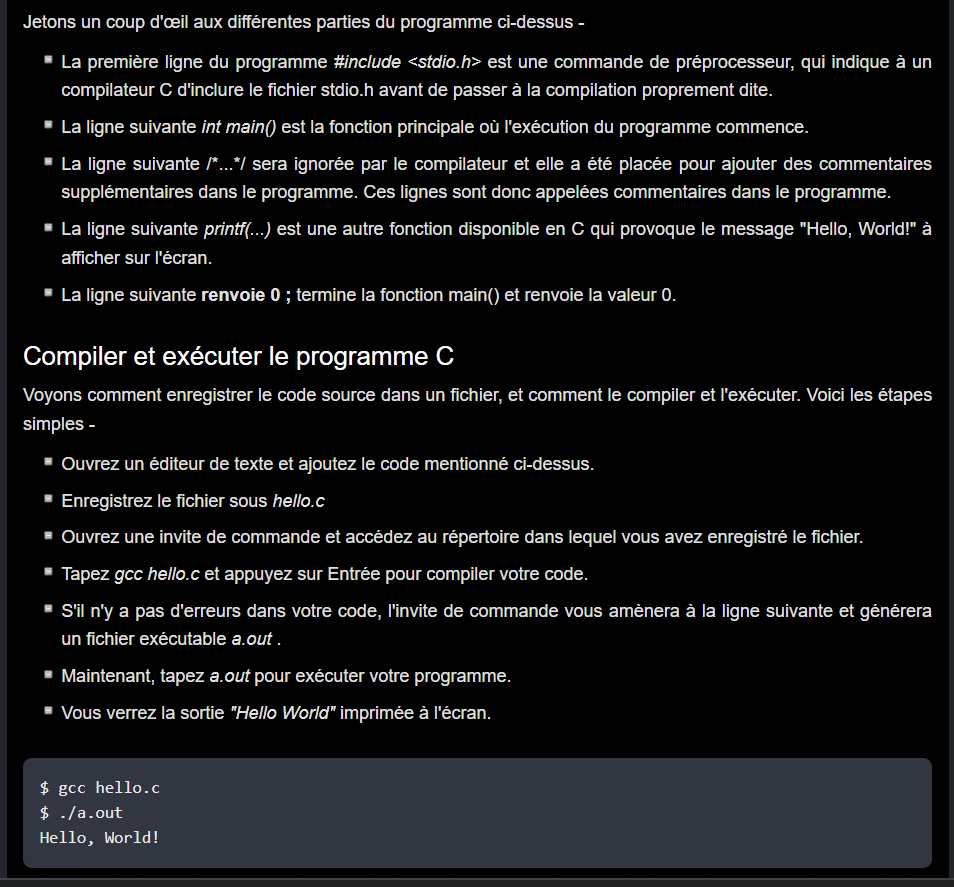 Jetons un coup d'œil aux différentes parties du programme ci-dessus -
La première ligne du programme #include <stdio.h> est une commande de préprocesseur, qui indique à un
compilateur C d'inclure le fichier stdio.h avant de passer à la compilation proprement dite.
La ligne suivante int main() est la fonction principale où l'exécution du programme commence.
La ligne suivante /*...*/ sera ignorée par le compilateur et elle a été placée pour ajouter des commentaires
supplémentaires dans le programme. Ces lignes sont donc appelées commentaires dans le programme.
La ligne suivante printf(...) est une autre fonction disponible en C qui provoque le message "Hello, World!" à
afficher sur l'écran.
La ligne suivante renvoie 0 ; termine la fonction main() et renvoie la valeur 0.
Compiler et exécuter le programme C
Voyons comment enregistrer le code source dans un fichier, et comment le compiler et l'exécuter. Voici les étapes
simples -
Ouvrez un éditeur de texte et ajoutez le code mentionné ci-dessus.
Enregistrez le fichier sous hello.c
Ouvrez une invite de commande et accédez au répertoire dans lequel vous avez enregistré le fichier.
Tapez gcc hello.c et appuyez sur Entrée pour compiler votre code.
S'il n'y a pas d'erreurs dans votre code, l'invite de commande vous amènera à la ligne suivante et générera
un fichier exécutable a.out .
Maintenant, tapez a.out pour exécuter votre programme.
Vous verrez la sortie "Hello World" imprimée à l'écran.
$ gcc hello.c
$ ./a.out
Hello, World!